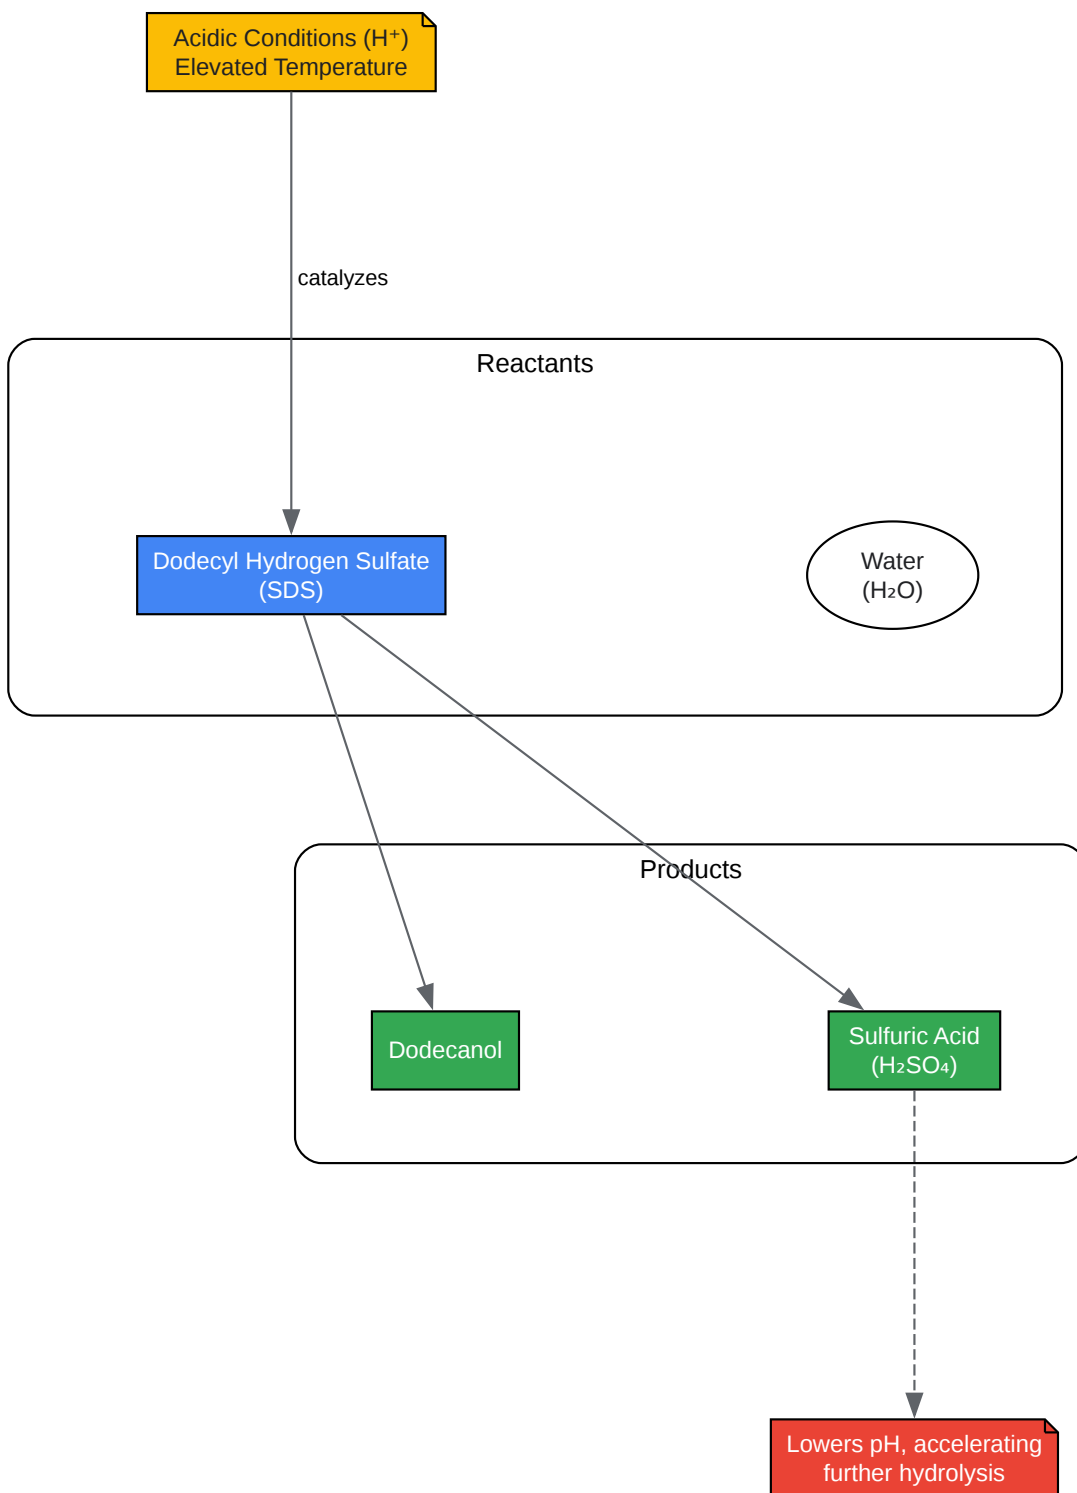 Acidic Conditions (H⁺)
Elevated Temperature
catalyzes
Reactants
Dodecyl Hydrogen Sulfate
(SDS)
Water
(H₂O)
Products
Dodecanol
Sulfuric Acid
(H₂SO₄)
Lowers pH, accelerating
further hydrolysis